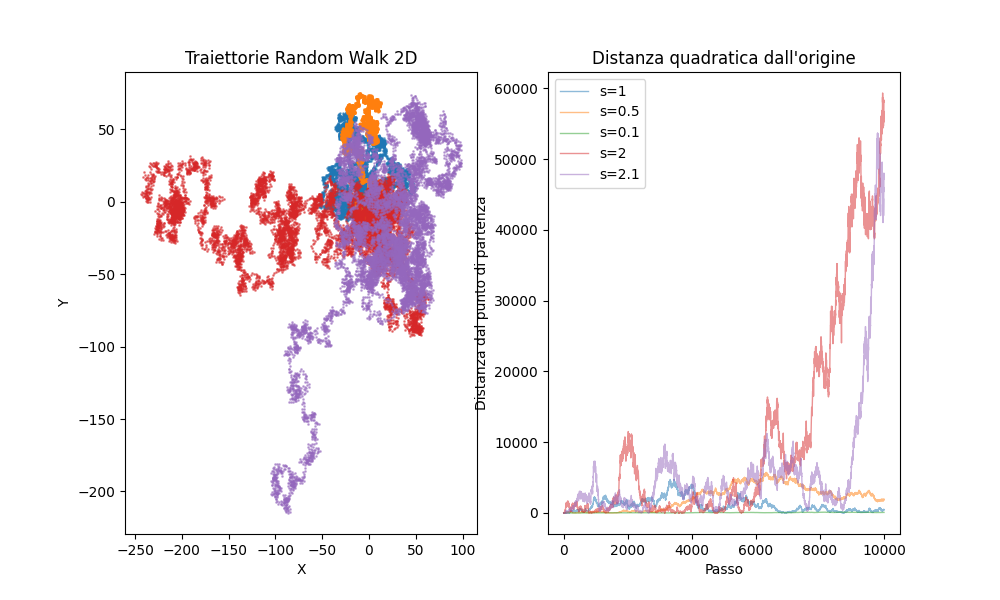 Traiettorie Random Walk 2D
50
0
−50
−100
−150
−200
Y
−250
−200
−150
−100
−50
0
50
100
X
Distanza quadratica dall'origine
s=1
s=0.5
s=0.1
s=2
s=2.1
60000
50000
40000
30000
20000
10000
0
Distanza dal punto di partenza
0
2000
4000
6000
8000
10000
Passo